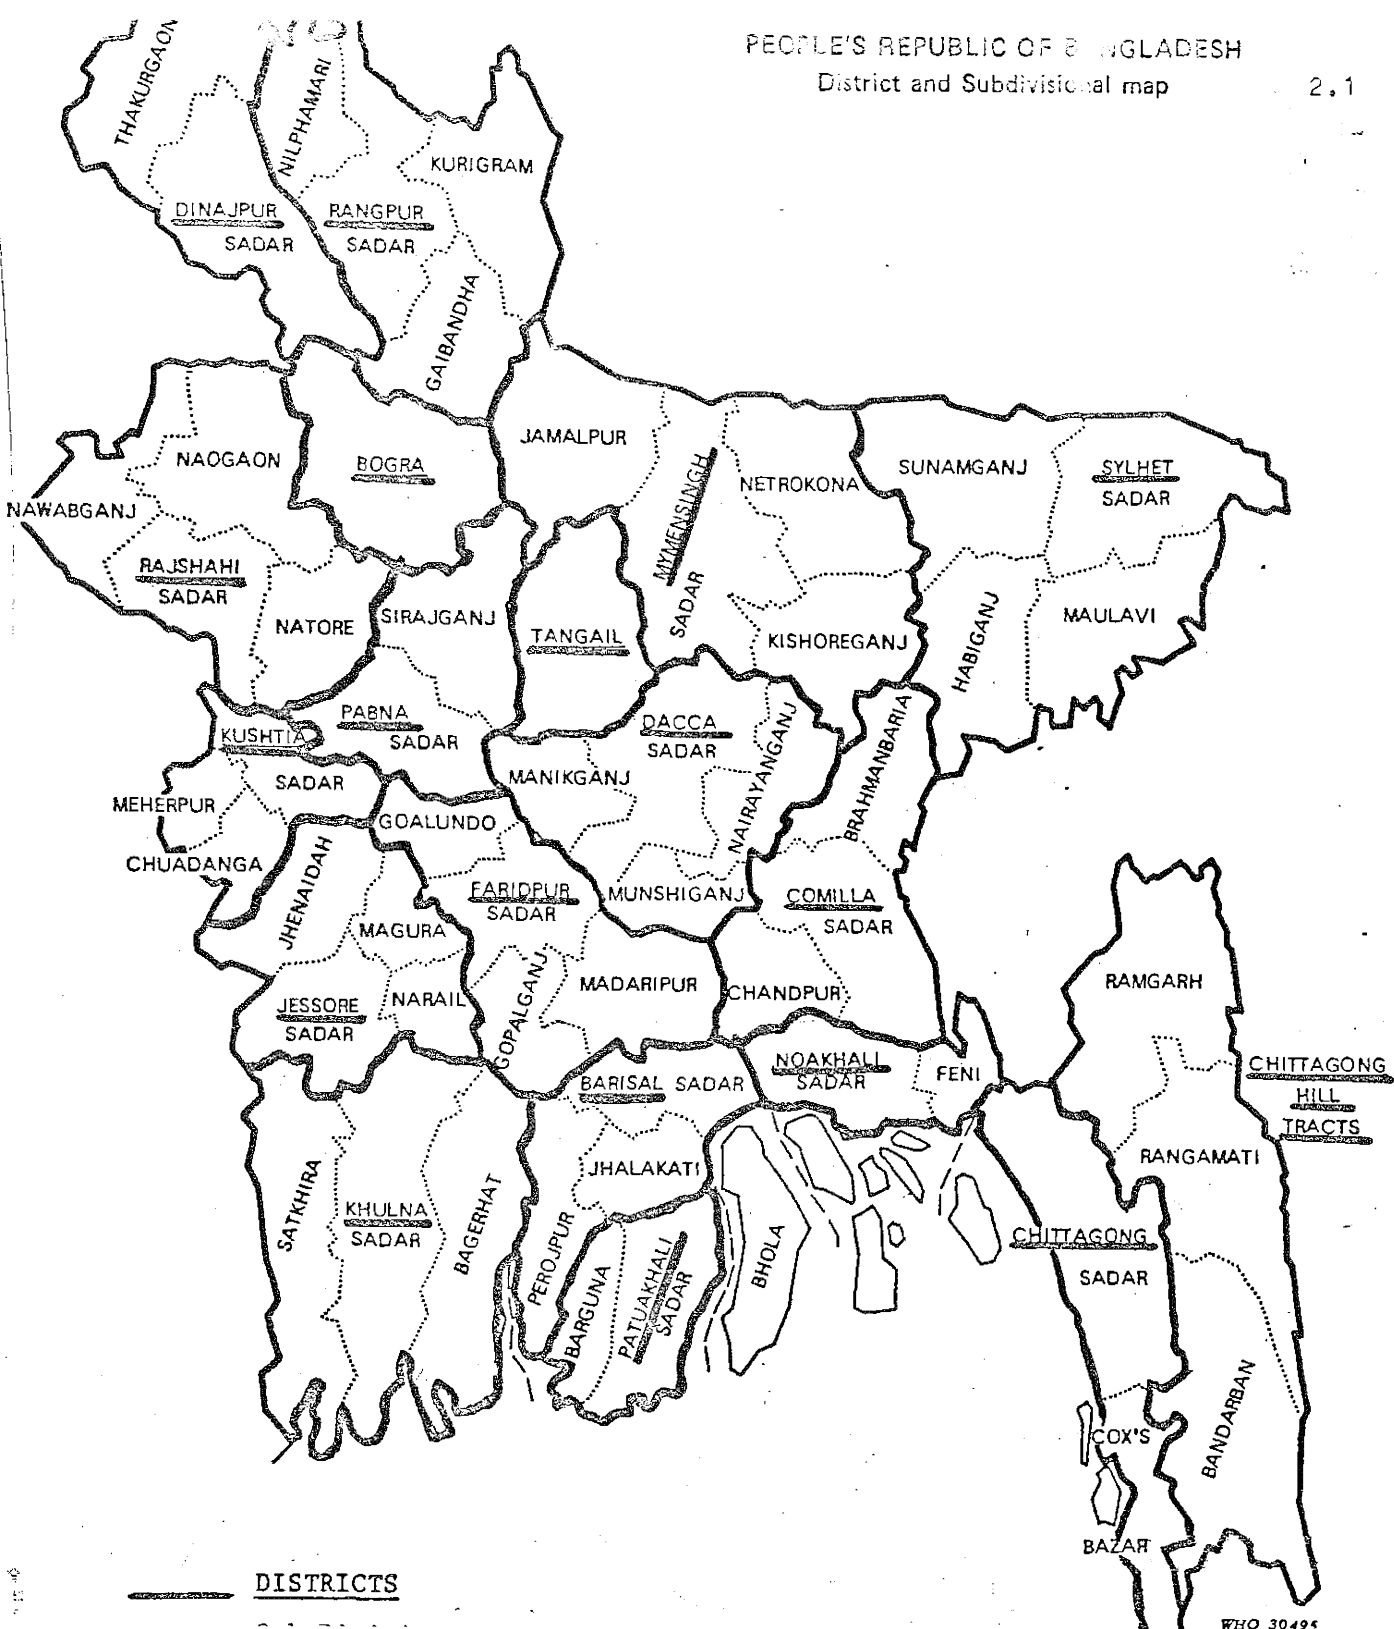 PEOPLE'S REPUBLIC OF BANGLADESH
District and Subdivisional map
2.1
THAKURGAON
NILPHAMARI
KURIGRAM
DINAJPUR
SADAR
RANGPUR
SADAR
GAIBANDHA
NAOGAON
BOGRA
JAMALPUR
MYMENSINGH
SADAR
NETROKONA
SUNAMGANJ
SYLHET
SADAR
NAWABGANJ
RAJSHAHI
SADAR
NATORE
SIRAJGANJ
TANGAIL
KISHOREGANJ
HABIGANJ
MAULAVI
KUSHTIA
SADAR
PABNA
SADAR
DACCA
SADAR
MANIKGANJ
NAIRAYANGANJ
BRAHMANBARIA
MEHERPUR
GOALUNDO
CHUADANGA
JHENAIDAH
FARIDPUR
SADAR
MUNSHIGANJ
COMILLA
SADAR
MAGURA
GOPALGANJ
MADARIPUR
CHANDPUR
RAMGARH
JESSORE
SADAR
NARAIL
BARISAL SADAR
NOAKHALI
SADAR
FENI
CHITTAGONG
HILL
TRACTS
SATKHIRA
KHULNA
SADAR
BAGERHAT
JHALAKATI
PEROJPUR
BARGUNA
PATUAKHALI
SADAR
BHOLA
RANGAMATI
CHITTAGONG
SADAR
BANDARBAN
COX'S
BAZAR
DISTRICTS
WHO 30495